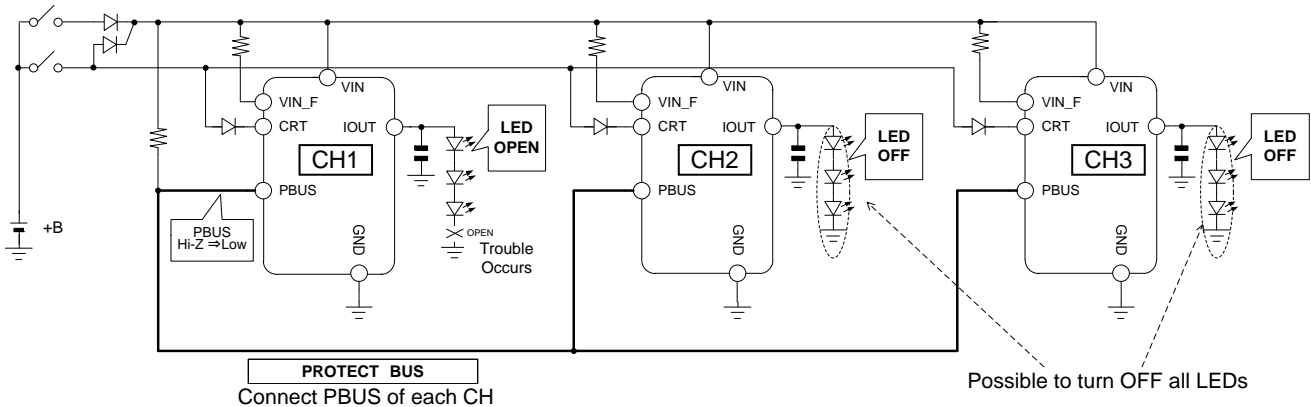 VIN
VIN_F
CRT
IOUT
CH1
PBUS
GND
LED
OPEN
PBUS
Hi-Z ⇒Low
OPEN
Trouble
Occurs
+B
VIN
VIN_F
CRT
IOUT
CH2
PBUS
GND
LED
OFF
VIN
VIN_F
CRT
IOUT
CH3
PBUS
GND
LED
OFF
PROTECT BUS
Connect PBUS of each CH
Possible to turn OFF all LEDs